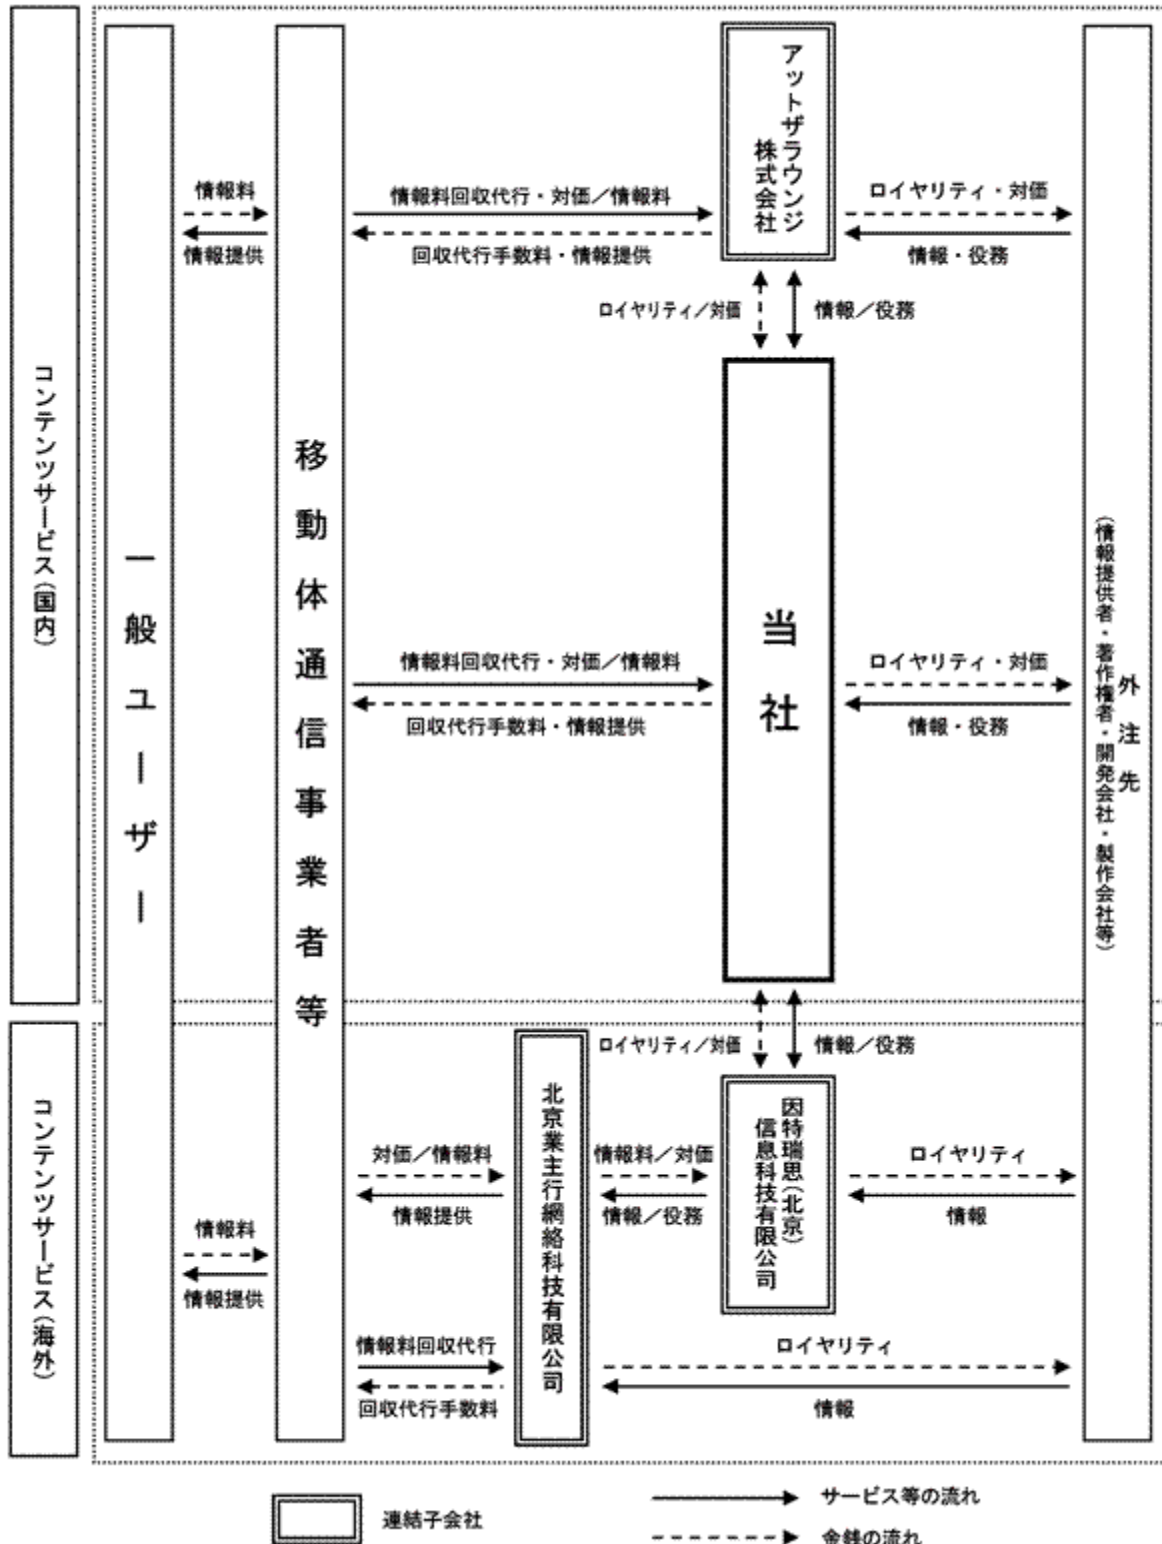 コンテンツサービス(国内)
一般ユーザー
移動体通信事業者等
アットザラウンジ
株式会社
情報料
情報提供
情報料回収代行・対価/情報料
回収代行手数料・情報提供
ロイヤリティ・対価
情報・役務
ロイヤリティ/対価
情報/役務
当社
情報料回収代行・対価/情報料
回収代行手数料・情報提供
ロイヤリティ・対価
情報・役務
外注先
(情報提供者・著作権者・開発会社・製作会社等)
ロイヤリティ/対価
情報/役務
コンテンツサービス(海外)
北京業主行網絡科技有限公司
因特瑞思(北京)
信息科技有限公司
対価/情報料
情報提供
情報料/対価
情報/役務
ロイヤリティ
情報
情報料
情報提供
情報料回収代行
回収代行手数料
ロイヤリティ
情報
連結子会社
サービス等の流れ
金銭の流れ